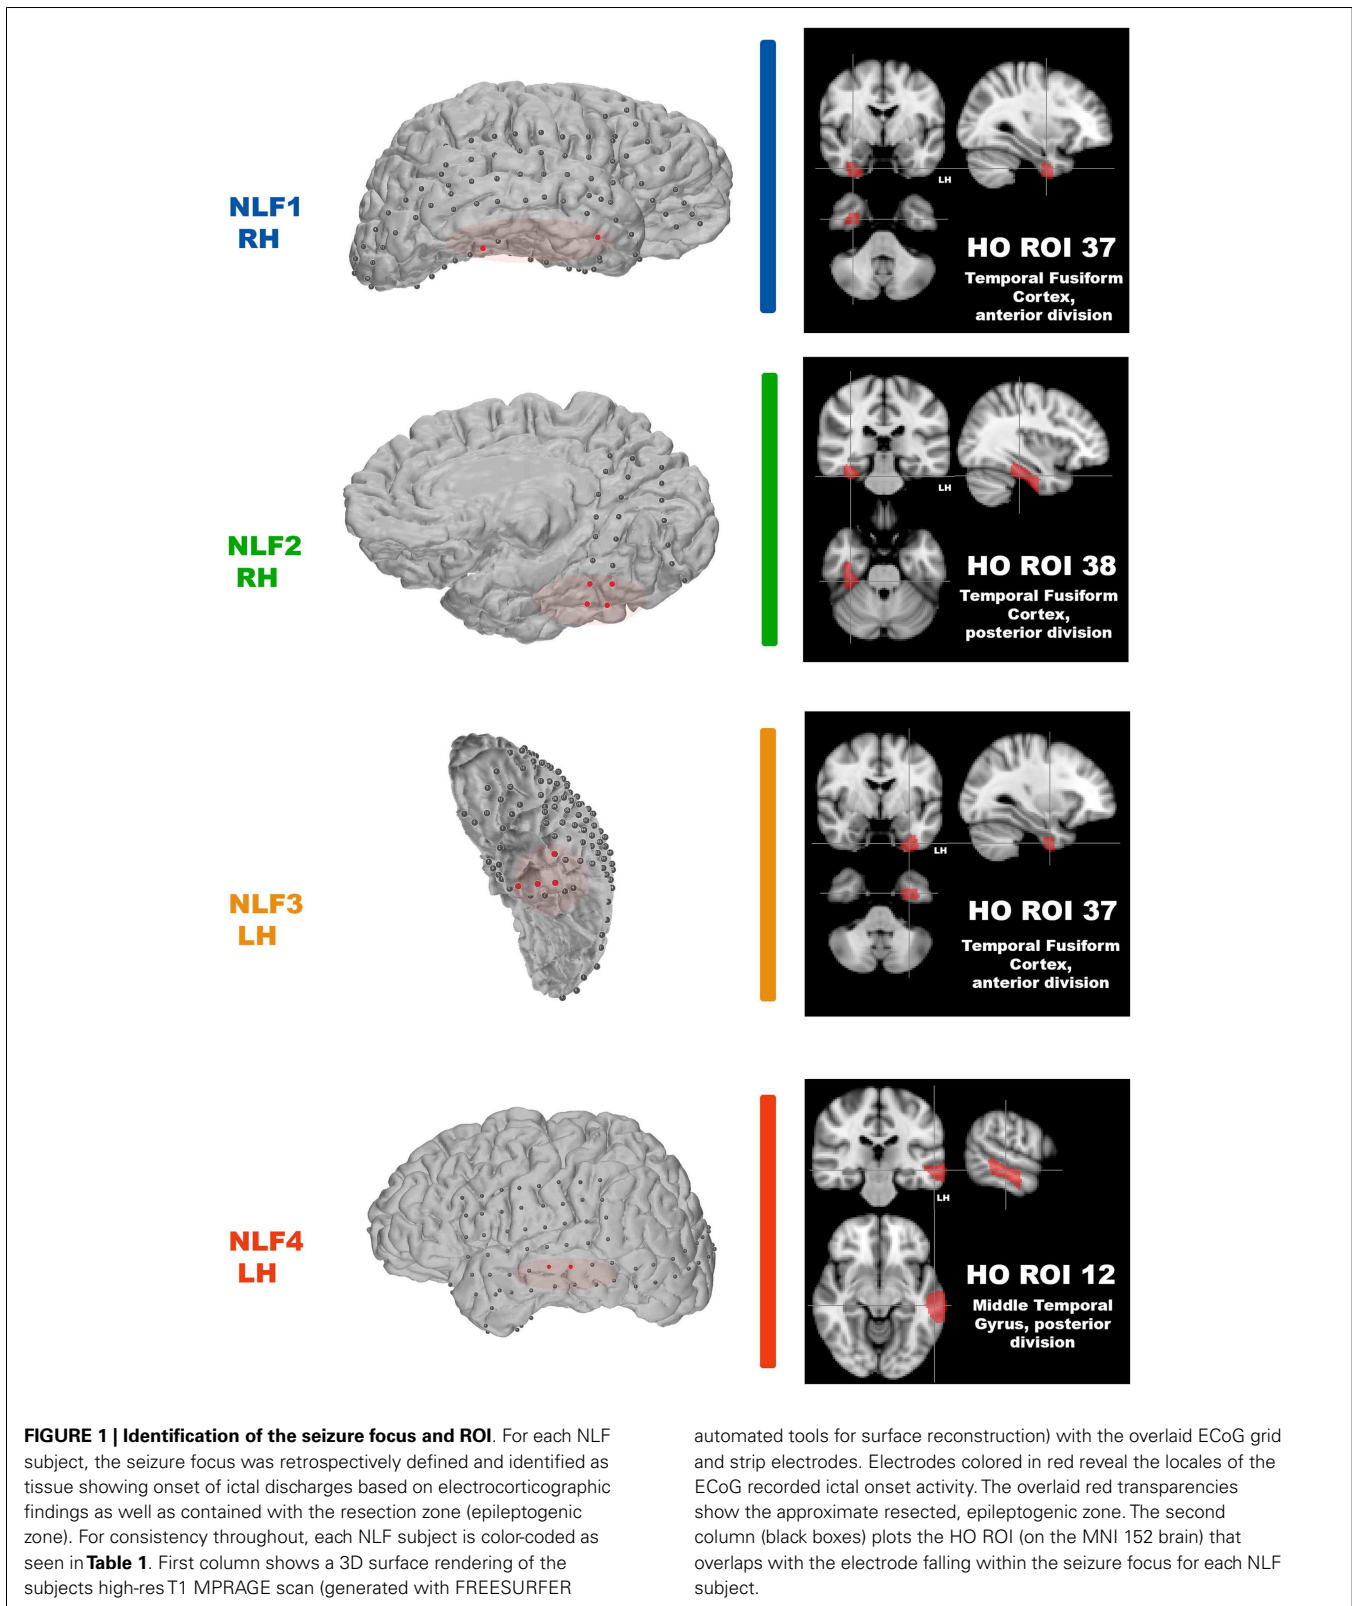 NLF1
RH
LH
HO ROI 37
Temporal Fusiform
Cortex,
anterior division
NLF2
RH
LH
HO ROI 38
Temporal Fusiform
Cortex,
posterior division
NLF3
LH
LH
HO ROI 37
Temporal Fusiform
Cortex,
anterior division
NLF4
LH
LH
HO ROI 12
Middle Temporal
Gyrus, posterior
division
FIGURE 1 | Identification of the seizure focus and ROI. For each NLF
subject, the seizure focus was retrospectively defined and identified as
tissue showing onset of ictal discharges based on electrocorticographic
findings as well as contained with the resection zone (epileptogenic
zone). For consistency throughout, each NLF subject is color-coded as
seen in Table 1. First column shows a 3D surface rendering of the
subjects high-res T1 MPRAGE scan (generated with FREESURFER
automated tools for surface reconstruction) with the overlaid ECoG grid
and strip electrodes. Electrodes colored in red reveal the locales of the
ECoG recorded ictal onset activity. The overlaid red transparencies
show the approximate resected, epileptogenic zone. The second
column (black boxes) plots the HO ROI (on the MNI 152 brain) that
overlaps with the electrode falling within the seizure focus for each NLF
subject.